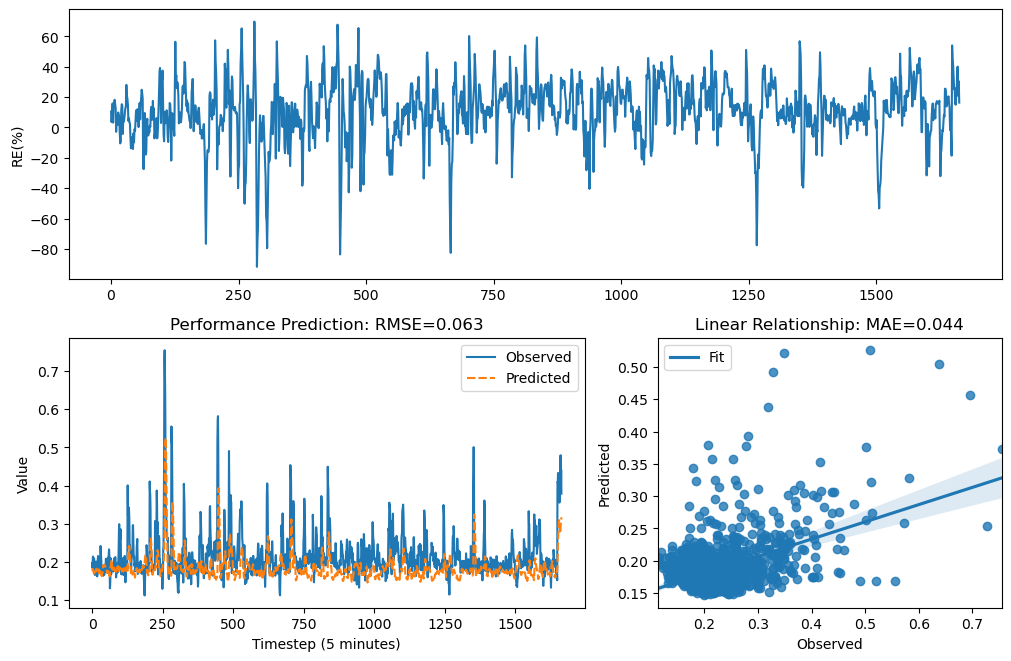 RE(%)
60
40
20
0
−20
−40
−60
−80
0 250 500 750 1000 1250 1500
Performance Prediction: RMSE=0.063
Value
0.7
0.6
0.5
0.4
0.3
0.2
0.1
Observed
Predicted
0 250 500 750 1000 1250 1500
Timestep (5 minutes)
Linear Relationship: MAE=0.044
Predicted
0.50
0.45
0.40
0.35
0.30
0.25
0.20
0.15
Fit
0.2 0.3 0.4 0.5 0.6 0.7
Observed